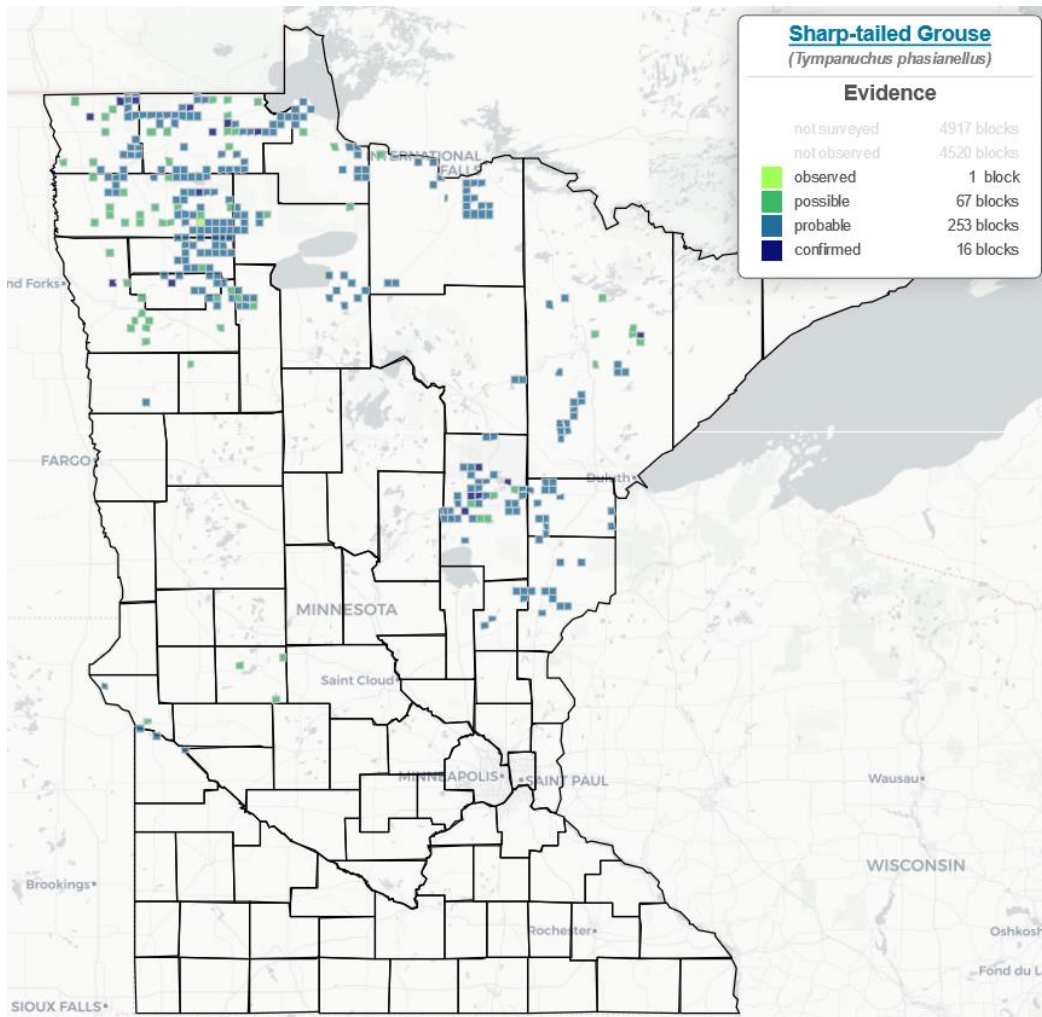 Sharp-tailed Grouse
(Tympanuchus phasianellus)
Evidence
not surveyed 4917 blocks
not observed 4520 blocks
observed 1 block
possible 67 blocks
probable 253 blocks
confirmed 16 blocks
INTERNATIONAL
FALLS
nd Forks
FARGO
Duluth
MINNESOTA
Saint Cloud
MINNEAPOLIS
SAINT PAUL
Wausau
WISCONSIN
Brookings
Rochester
Oshkosh
Fond du L
SIOUX FALLS